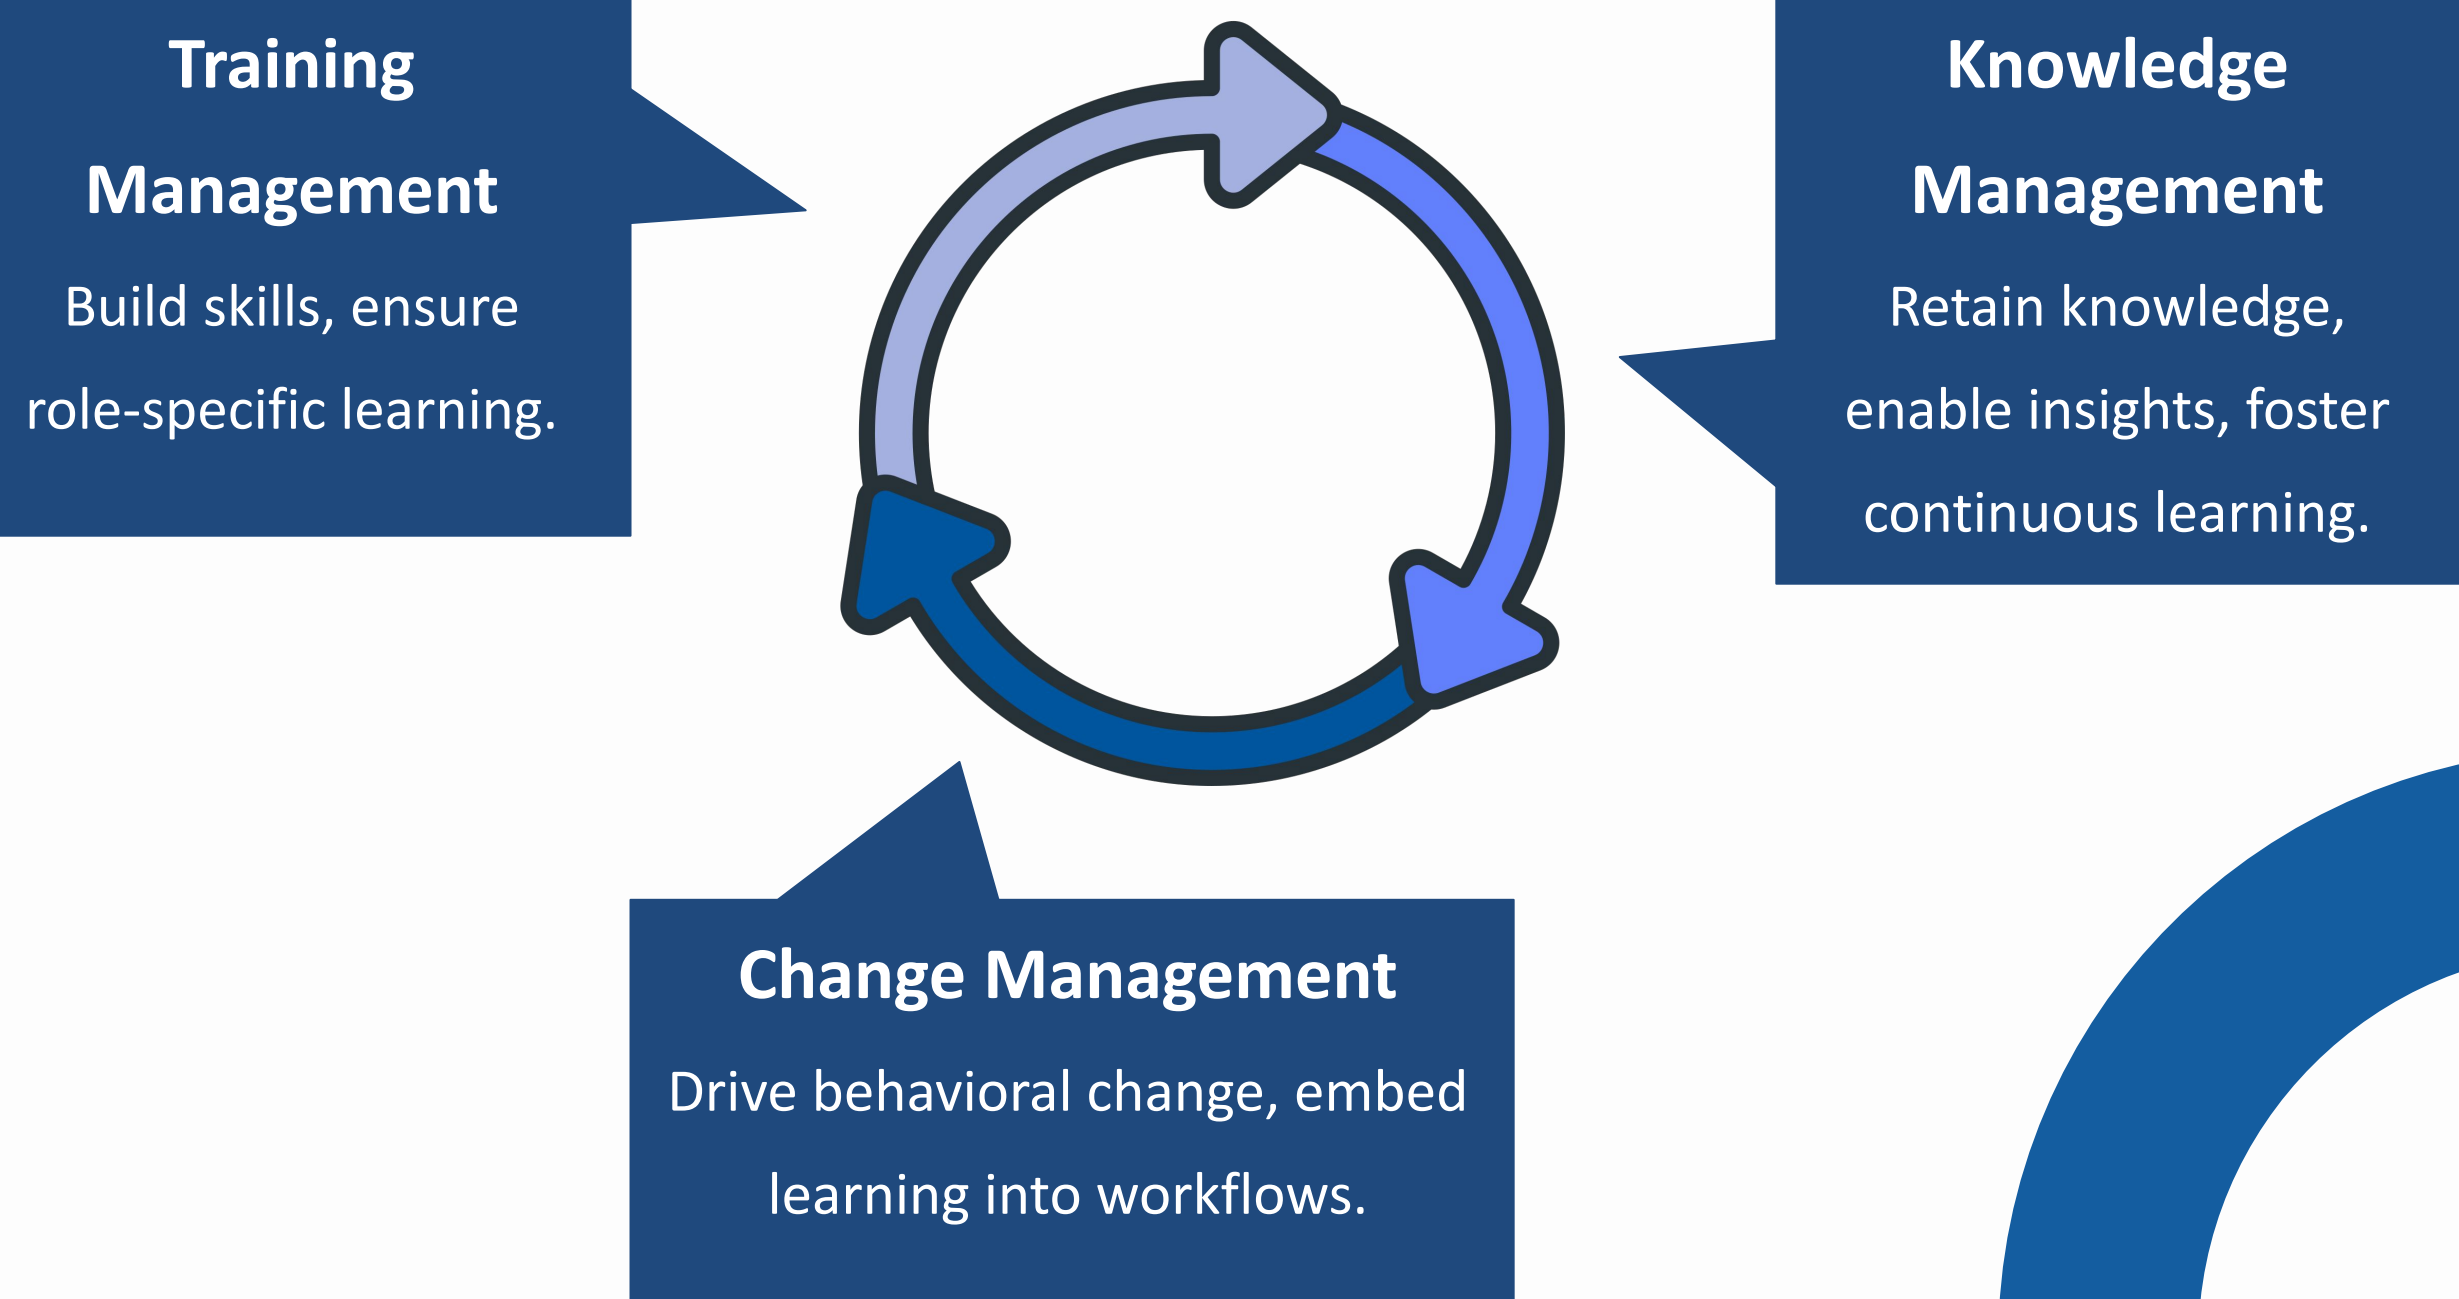 Training
Management
Build skills, ensure
role-specific learning.
Knowledge
Management
Retain knowledge,
enable insights, foster
continuous learning.
Change Management
Drive behavioral change, embed
learning into workflows.